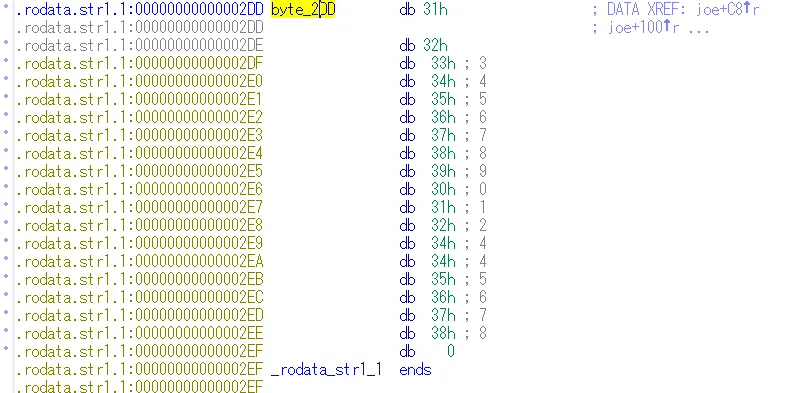 .rodata.str1.1:00000000000002DD byte_2DD db 31h ; DATA XREF: joe+C8↑r
.rodata.str1.1:00000000000002DD ; joe+100↑r ...
.rodata.str1.1:00000000000002DE db 32h
.rodata.str1.1:00000000000002DF db 33h ; 3
.rodata.str1.1:00000000000002E0 db 34h ; 4
.rodata.str1.1:00000000000002E1 db 35h ; 5
.rodata.str1.1:00000000000002E2 db 36h ; 6
.rodata.str1.1:00000000000002E3 db 37h ; 7
.rodata.str1.1:00000000000002E4 db 38h ; 8
.rodata.str1.1:00000000000002E5 db 39h ; 9
.rodata.str1.1:00000000000002E6 db 30h ; 0
.rodata.str1.1:00000000000002E7 db 31h ; 1
.rodata.str1.1:00000000000002E8 db 32h ; 2
.rodata.str1.1:00000000000002E9 db 34h ; 4
.rodata.str1.1:00000000000002EA db 34h ; 4
.rodata.str1.1:00000000000002EB db 35h ; 5
.rodata.str1.1:00000000000002EC db 36h ; 6
.rodata.str1.1:00000000000002ED db 37h ; 7
.rodata.str1.1:00000000000002EE db 38h ; 8
.rodata.str1.1:00000000000002EF db 0
.rodata.str1.1:00000000000002EF _rodata_str1_1 ends
.rodata.str1.1:00000000000002EF